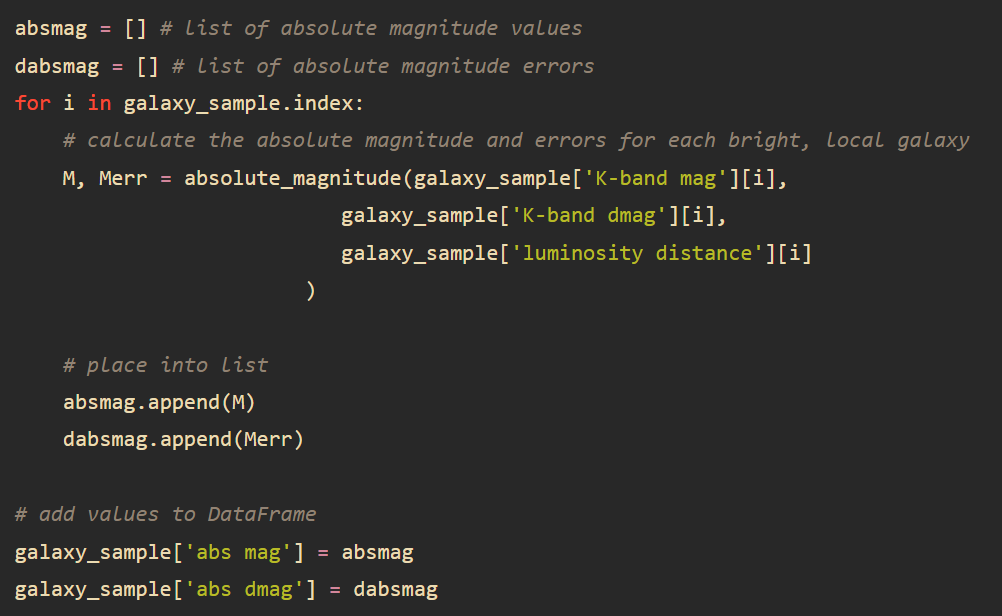 absmag = [] # list of absolute magnitude values
dabsmag = [] # list of absolute magnitude errors
for i in galaxy_sample.index:
    # calculate the absolute magnitude and errors for each bright, local galaxy
    M, Merr = absolute_magnitude(galaxy_sample['K-band mag'][i],
                           galaxy_sample['K-band dmag'][i],
                           galaxy_sample['luminosity distance'][i]
                        )
    # place into list
    absmag.append(M)
    dabsmag.append(Merr)
# add values to DataFrame
galaxy_sample['abs mag'] = absmag
galaxy_sample['abs dmag'] = dabsmag